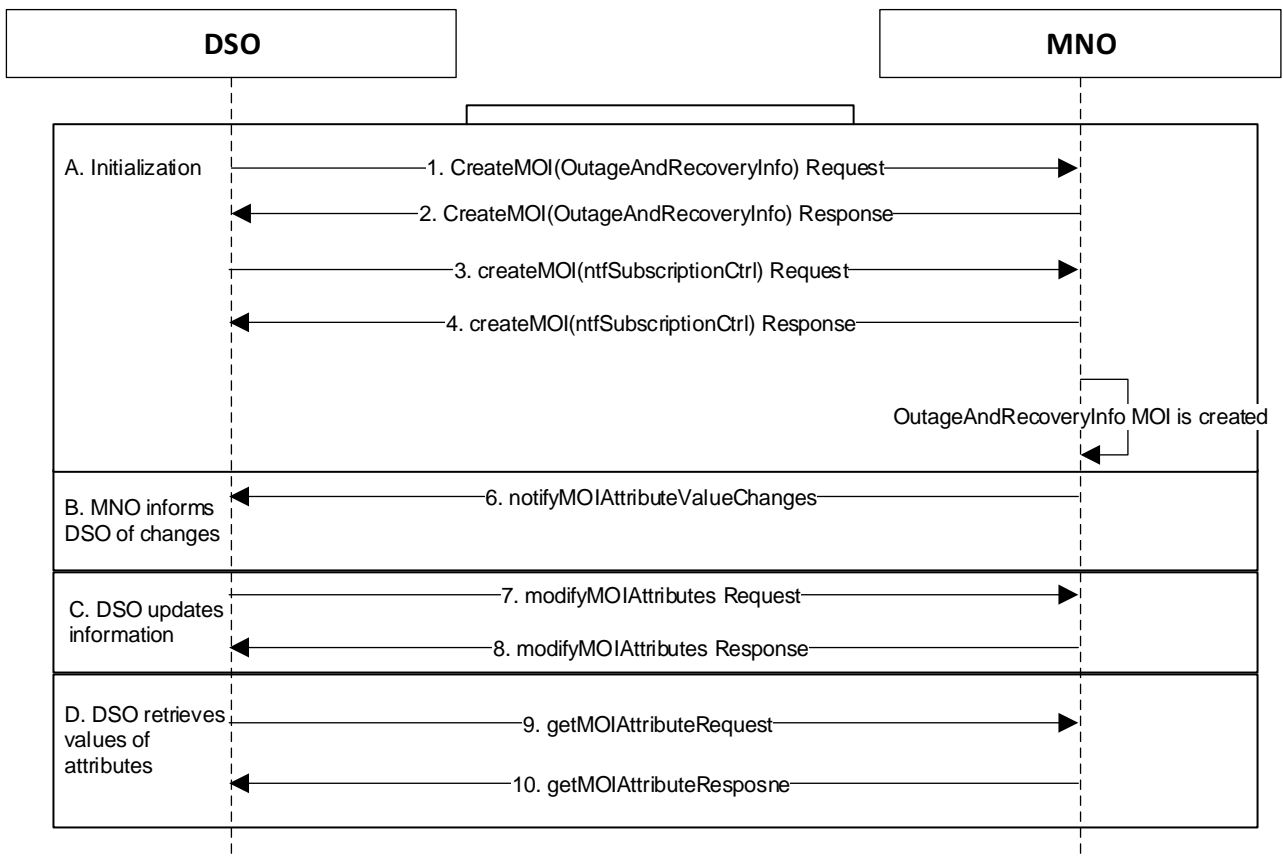 DSO
MNO
A. Initialization
1. CreateMOI(OutageAndRecoveryInfo) Request
2. CreateMOI(OutageAndRecoveryInfo) Response
3. createMOI(ntfSubscriptionCtrl) Request
4. createMOI(ntfSubscriptionCtrl) Response
OutageAndRecoveryInfo MOI is created
B. MNO informs
DSO of changes
6. notifyMOIAttributeValueChanges
C. DSO updates
information
7. modifyMOIAttributes Request
8. modifyMOIAttributes Response
D. DSO retrieves
values of
attributes
9. getMOIAttributeRequest
10. getMOIAttributeResposne